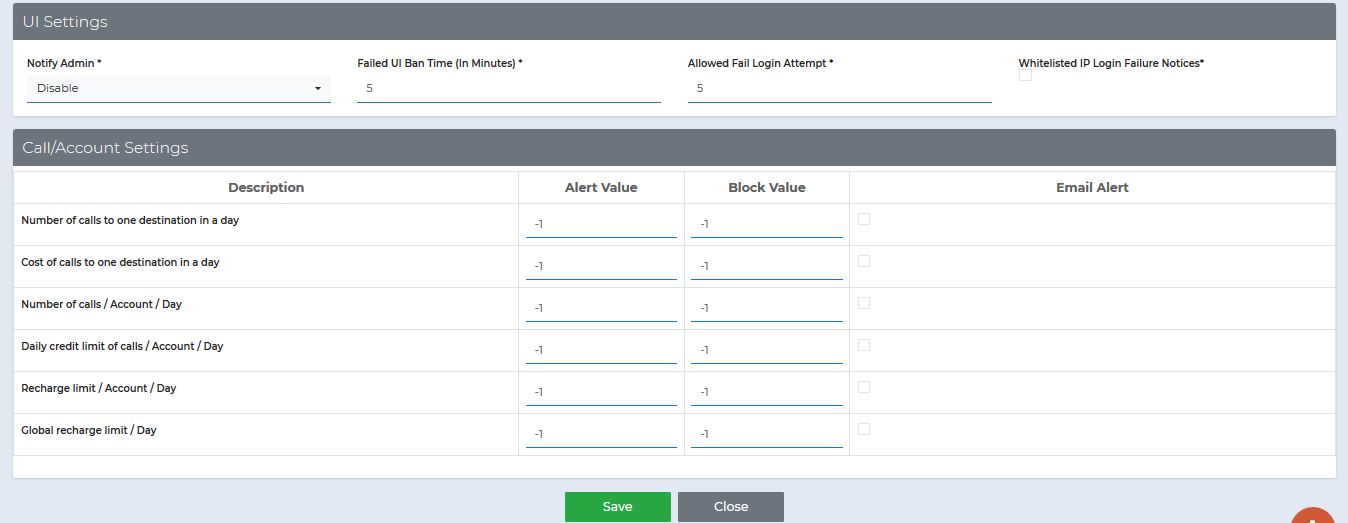 UI Settings
Notify Admin * Failed UI Ban Time (In Minutes) * Allowed Fail Login Attempt * Whitelisted IP Login Failure Notices*
Disable 5 5
Call/Account Settings
Description Alert Value Block Value Email Alert
Number of calls to one destination in a day -1 -1
Cost of calls to one destination in a day -1 -1
Number of calls / Account / Day -1 -1
Daily credit limit of calls / Account / Day -1 -1
Recharge limit / Account / Day -1 -1
Global recharge limit / Day -1 -1
Save Close